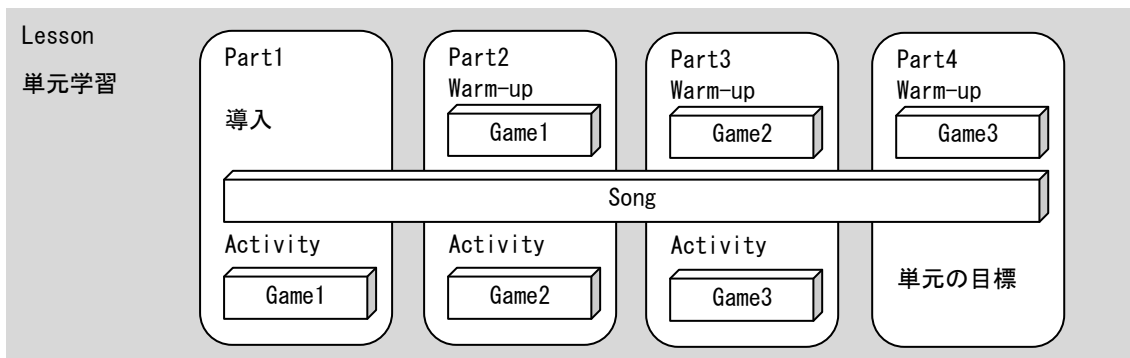 Lesson
単元学習
Part1
導入
Part2
Warm-up
Game1
Part3
Warm-up
Game2
Part4
Warm-up
Game3
Song
Activity
Game1
Activity
Game2
Activity
Game3
単元の目標